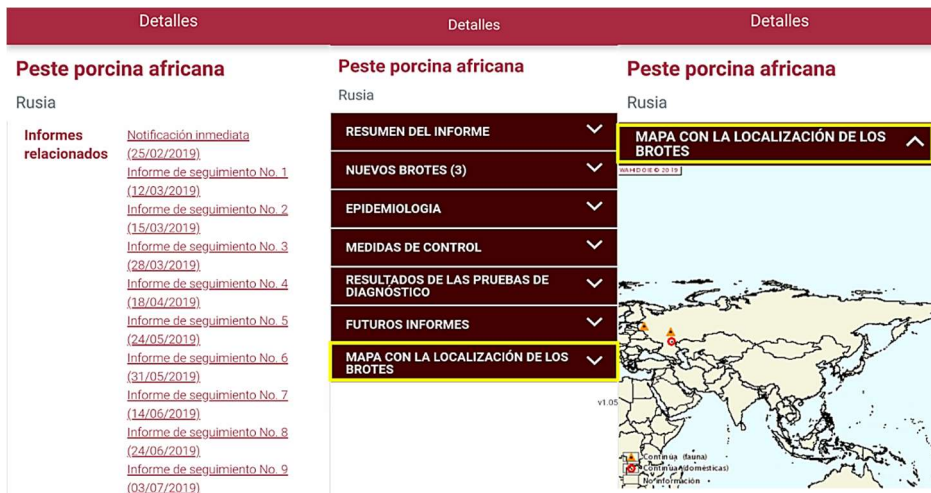 Detalles
Peste porcina africana
Rusia
Informes relacionados
Notificación inmediata
(25/02/2019)
Informe de seguimiento No. 1
(12/03/2019)
Informe de seguimiento No. 2
(15/03/2019)
Informe de seguimiento No. 3
(28/03/2019)
Informe de seguimiento No. 4
(18/04/2019)
Informe de seguimiento No. 5
(24/05/2019)
Informe de seguimiento No. 6
(31/05/2019)
Informe de seguimiento No. 7
(14/06/2019)
Informe de seguimiento No. 8
(24/06/2019)
Informe de seguimiento No. 9
(03/07/2019)
Detalles
Peste porcina africana
Rusia
RESUMEN DEL INFORME
NUEVOS BROTES (3)
EPIDEMIOLOGIA
MEDIDAS DE CONTROL
RESULTADOS DE LAS PRUEBAS DE
DIAGNÓSTICO
FUTUROS INFORMES
MAPA CON LA LOCALIZACIÓN DE LOS
BROTES
v1.05
Detalles
Peste porcina africana
Rusia
MAPA CON LA LOCALIZACIÓN DE LOS
BROTES
WAHID OIE © 2019
Continúa (fauna)
Continúa (domésticas)
No información